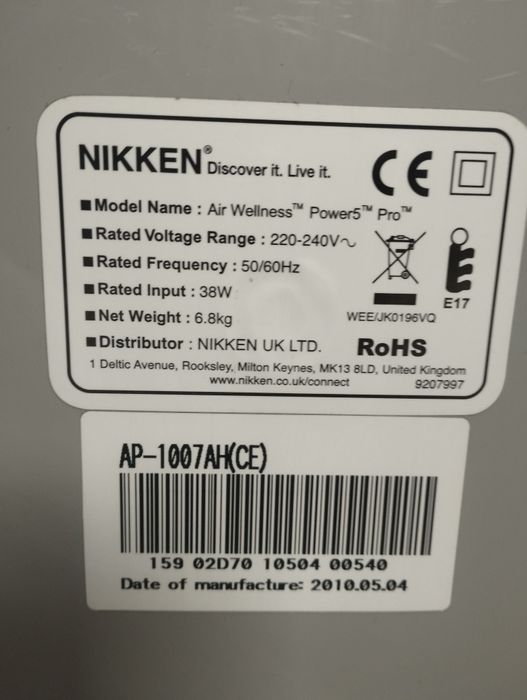 NIKKEN® Discover it. Live it.
CE
■ Model Name : Air Wellness™ Power5™ Pro™
■ Rated Voltage Range : 220-240V～
■ Rated Frequency : 50/60Hz
■ Rated Input : 38W
■ Net Weight : 6.8kg
E17
WEE/JK0196VQ
■ Distributor : NIKKEN UK LTD.
RoHS
1 Deltic Avenue, Rooksley, Milton Keynes, MK13 8LD, United Kingdom
www.nikken.co.uk/connect
9207997
AP-1007AH(CE)
159 02D70 10504 00540
Date of manufacture: 2010.05.04